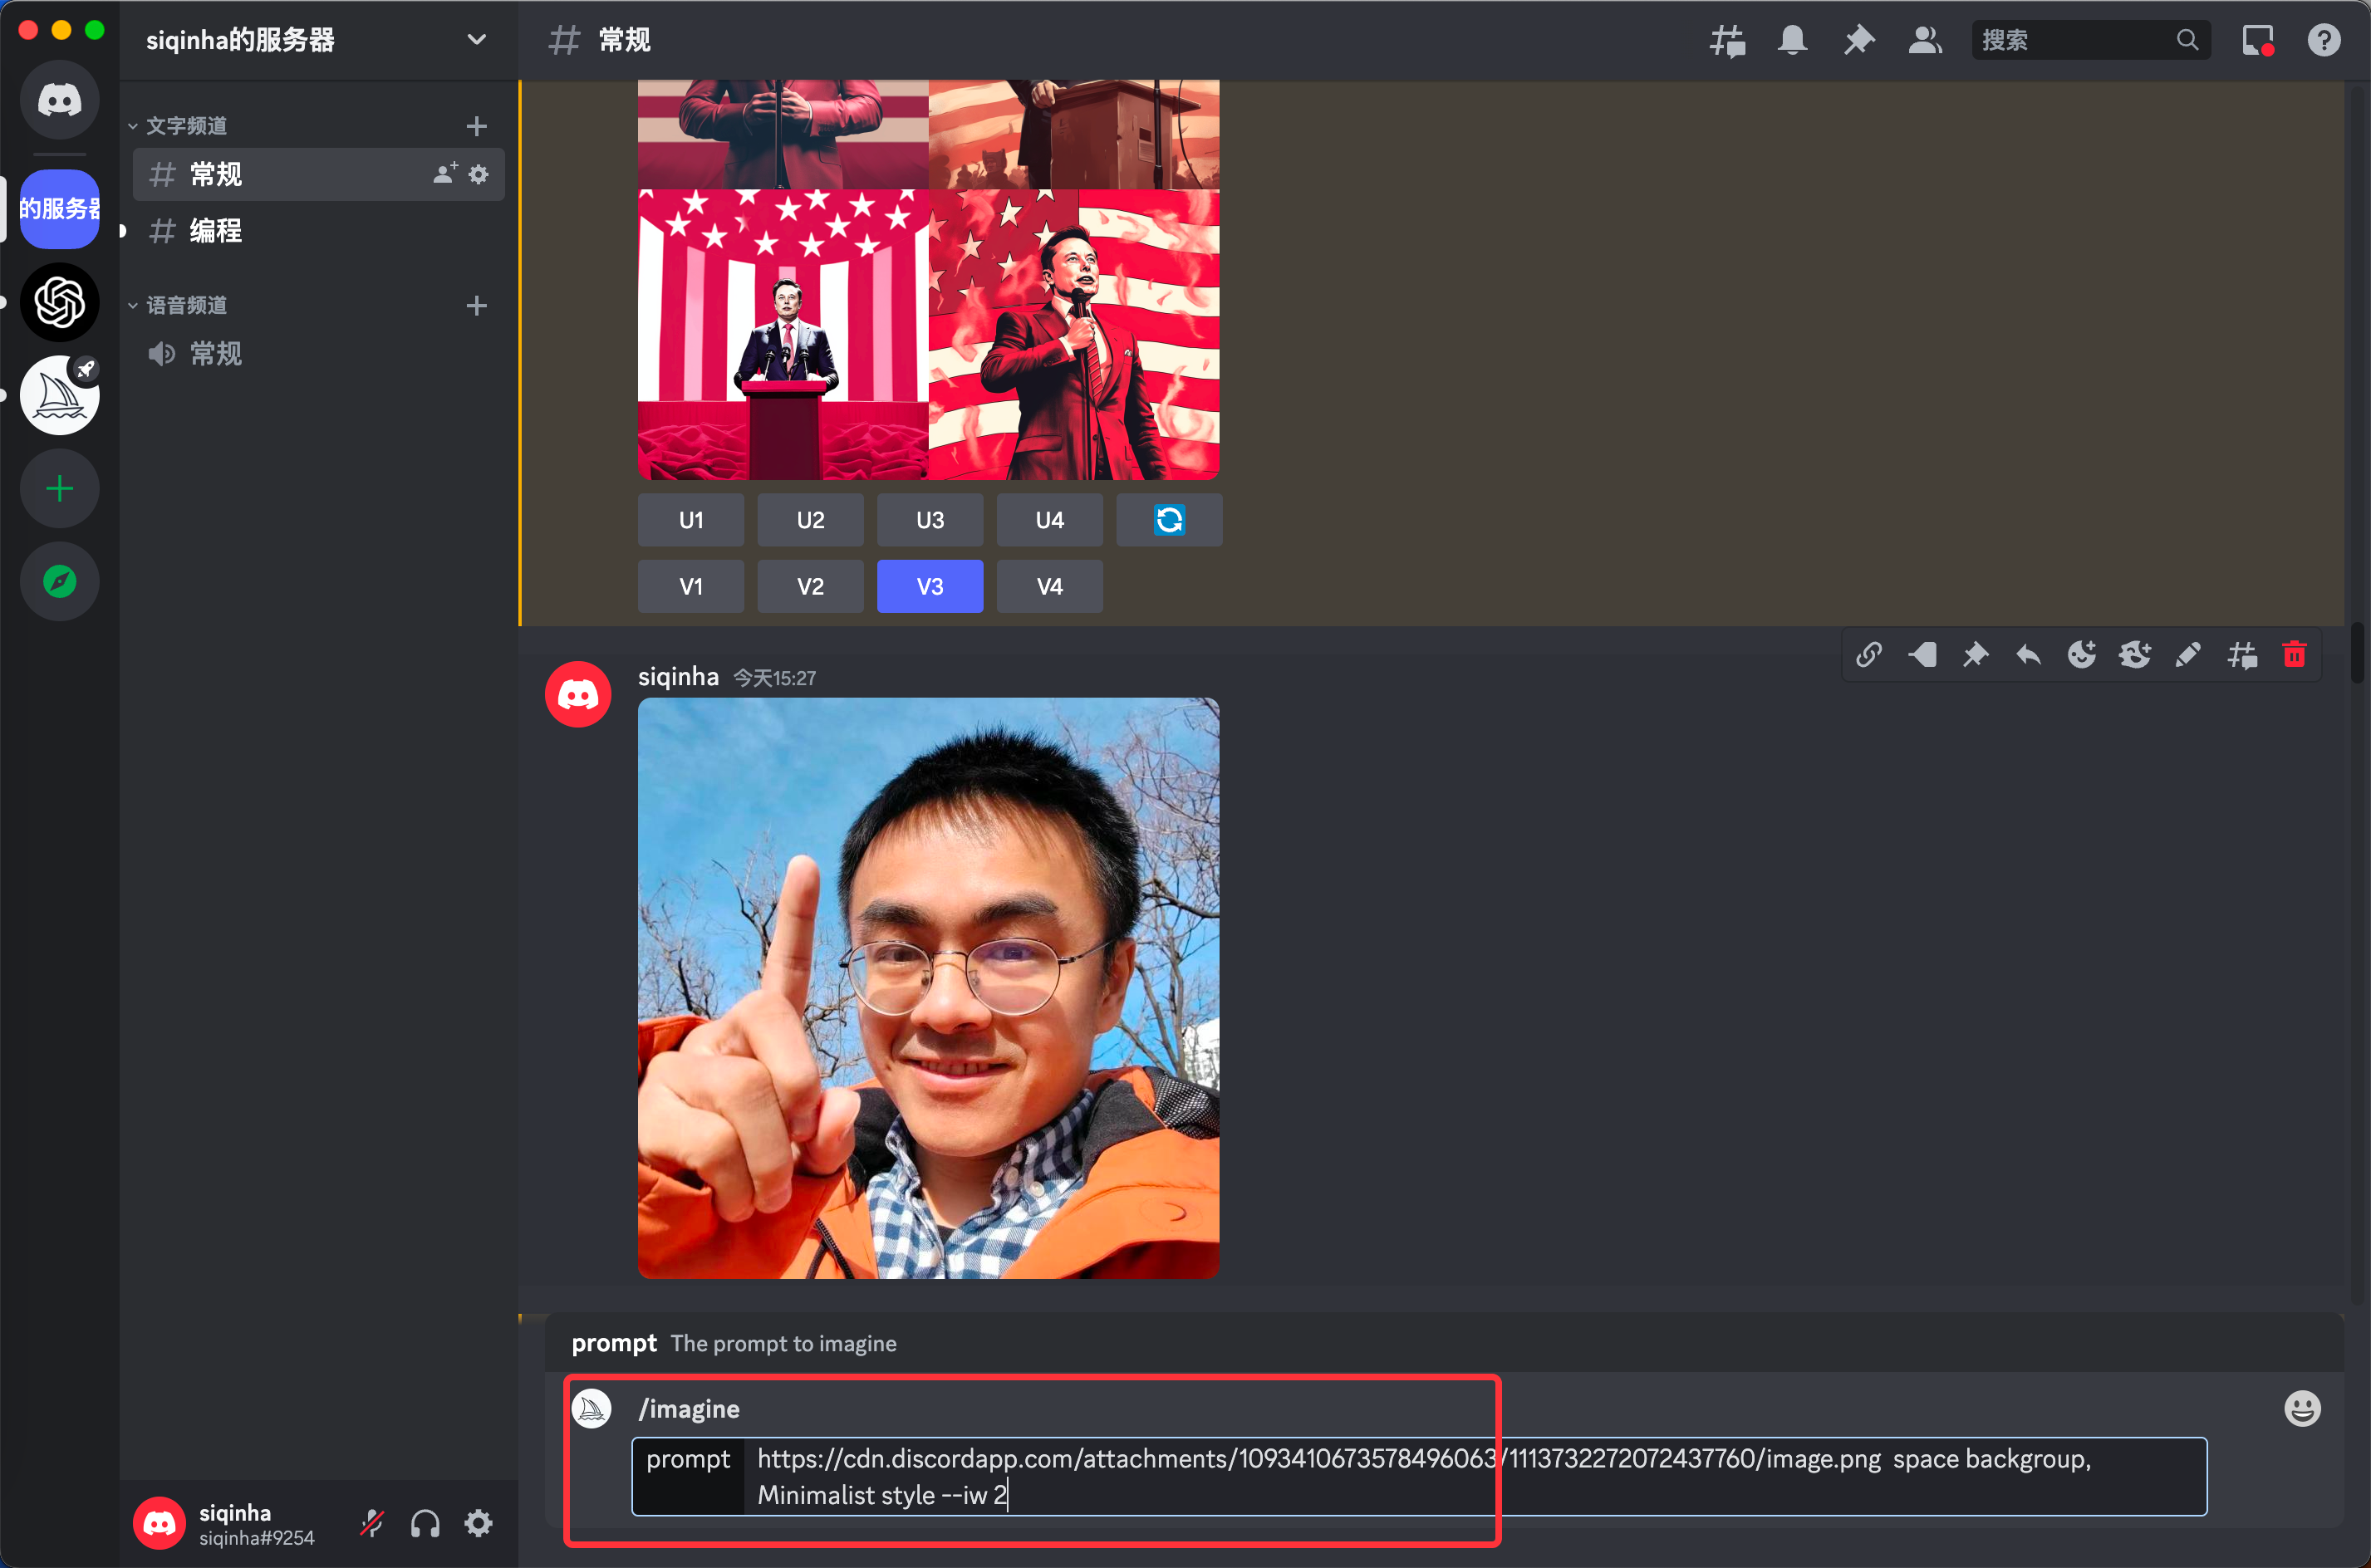 siqinha的服务器
常规
搜索
文字频道
常规
的服务器
编程
语音频道
常规
U1 U2 U3 U4
V1 V2 V3 V4
siqinha 今天15:27
prompt The prompt to imagine
/imagine
prompt https://cdn.discordapp.com/attachments/1093410673578496063/1113732272072437760/image.png space backgroup,
Minimalist style --iw 2
siqinha
siqinha#9254